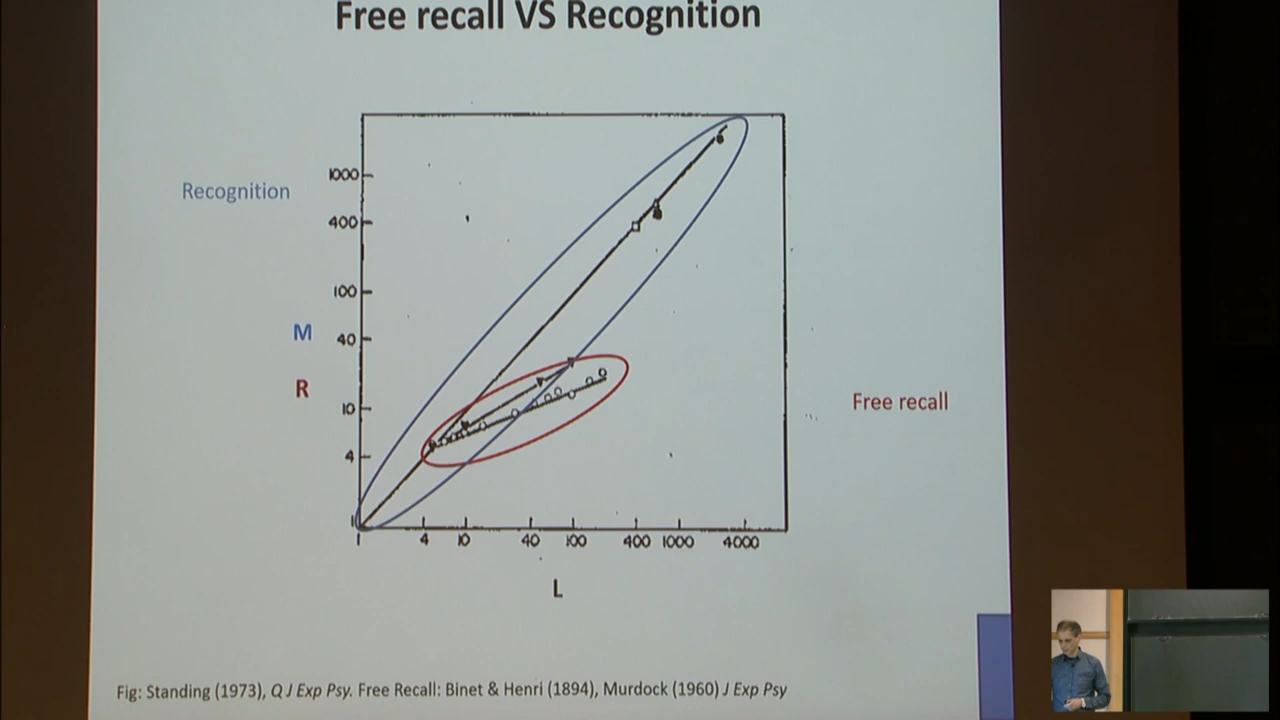 Free recall VS Recognition
Recognition
M
R
Free recall
1000
400
100
40
10
4
1
1 4 10 40 100 400 1000 4000
L
Fig: Standing (1973), Q J Exp Psy. Free Recall: Binet & Henri (1894), Murdock (1960) J Exp Psy